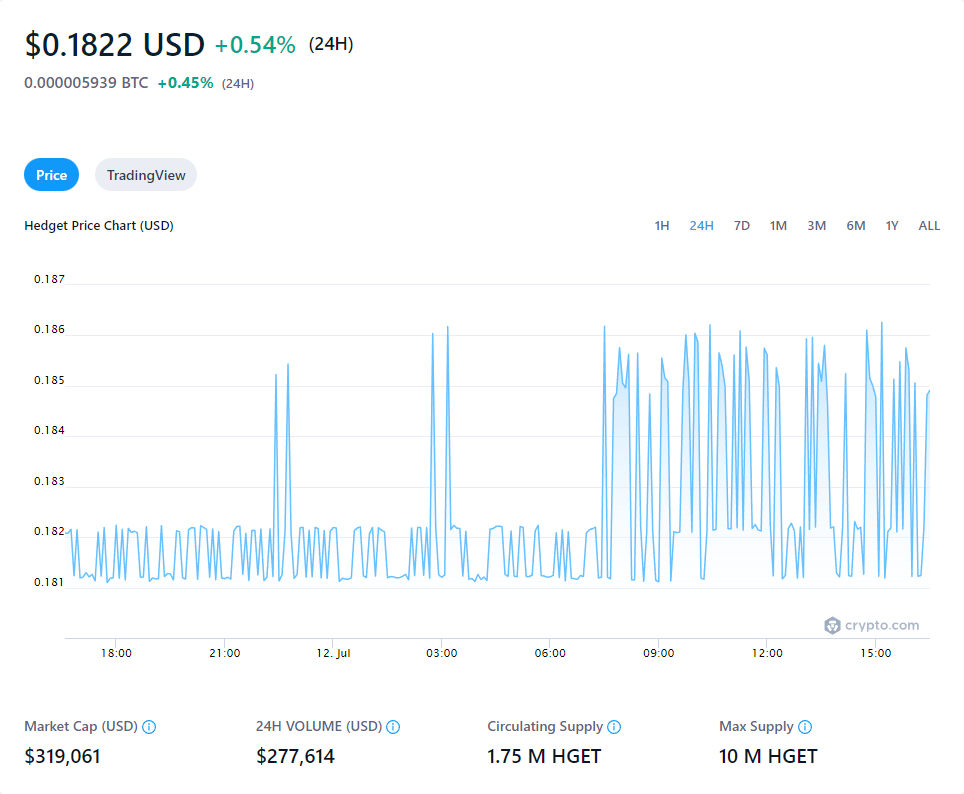 $0.1822 USD +0.54% (24H)
0.000005939 BTC +0.45% (24H)
Price TradingView
Hedget Price Chart (USD) 1H 24H 7D 1M 3M 6M 1Y ALL
0.187
0.186
0.185
0.184
0.183
0.182
0.181
crypto.com
18:00 21:00 12. Jul 03:00 06:00 09:00 12:00 15:00
Market Cap (USD) 24H VOLUME (USD) Circulating Supply Max Supply
$319,061 $277,614 1.75 M HGET 10 M HGET